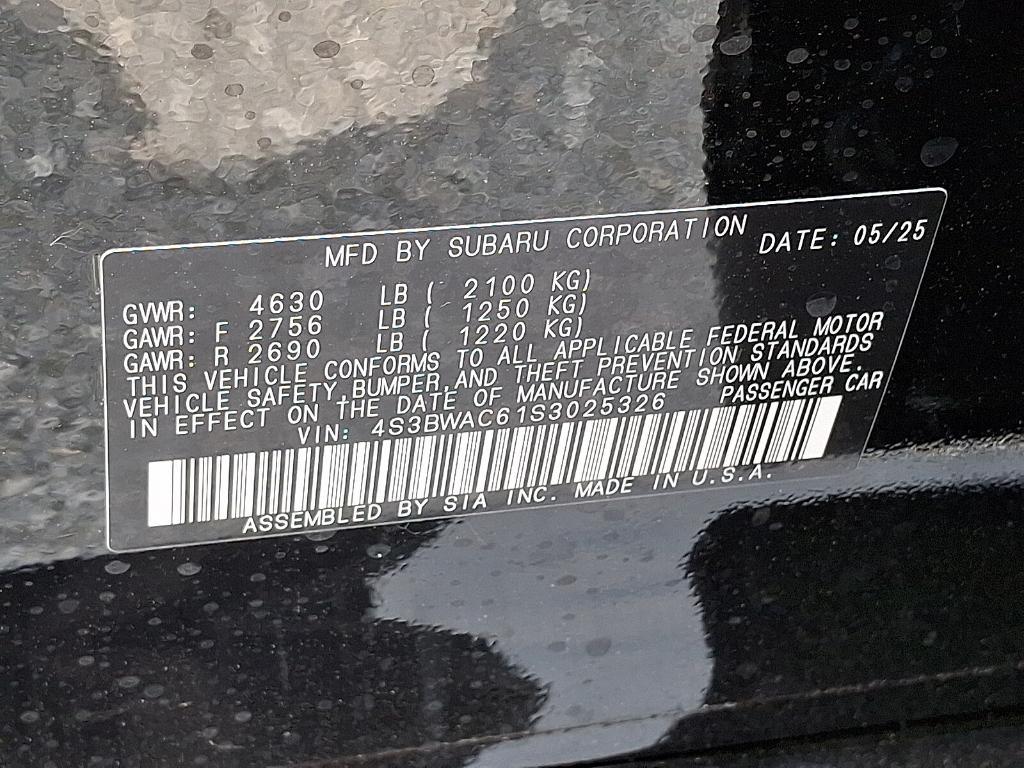 MFD BY SUBARU CORPORATION DATE: 05/25
GVWR: 4630 LB ( 2100 KG)
GAWR: F 2756 LB ( 1250 KG)
GAWR: R 2690 LB ( 1220 KG)
THIS VEHICLE CONFORMS TO ALL APPLICABLE FEDERAL MOTOR
VEHICLE SAFETY,BUMPER,AND THEFT PREVENTION STANDARDS
IN EFFECT ON THE DATE OF MANUFACTURE SHOWN ABOVE.
VIN: 4S3BWAC61S3025326 PASSENGER CAR
ASSEMBLED BY SIA INC. MADE IN U.S.A.